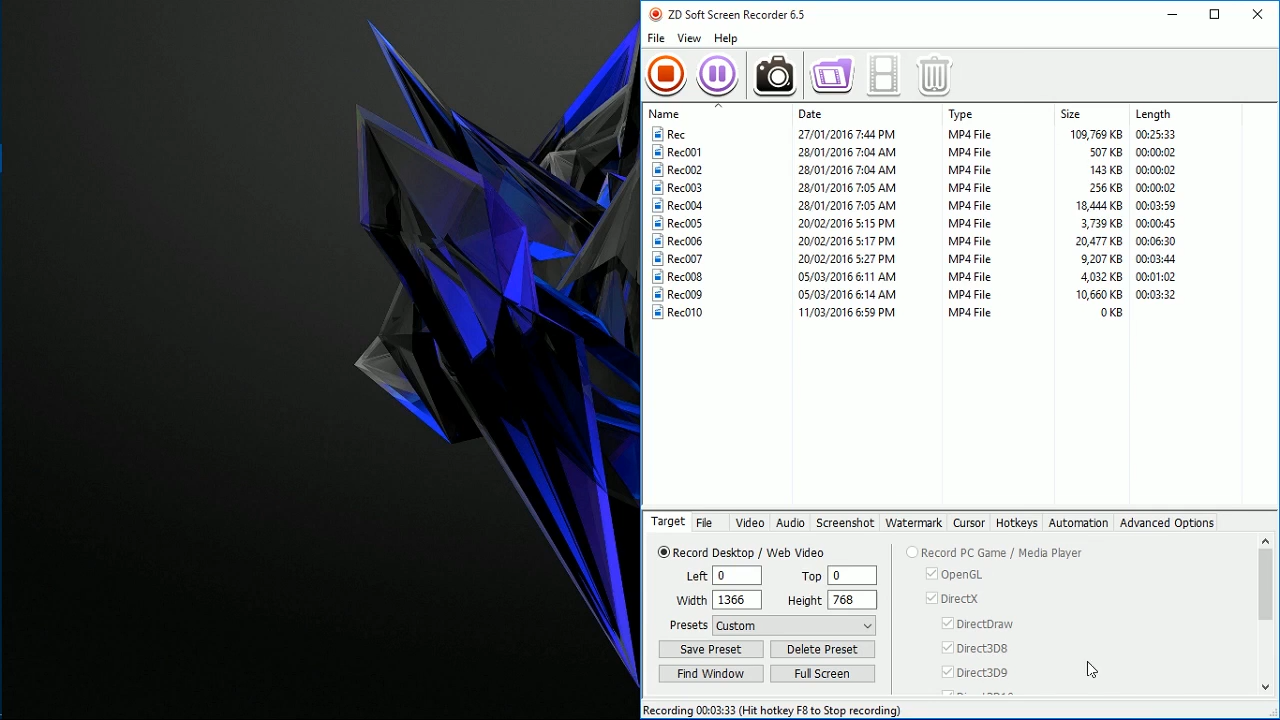 ZD Soft Screen Recorder 6.5
File View Help
Name Date Type Size Length
Rec 27/01/2016 7:44 PM MP4 File 109,769 KB 00:25:33
Rec001 28/01/2016 7:04 AM MP4 File 507 KB 00:00:02
Rec002 28/01/2016 7:04 AM MP4 File 143 KB 00:00:02
Rec003 28/01/2016 7:05 AM MP4 File 256 KB 00:00:02
Rec004 28/01/2016 7:05 AM MP4 File 18,444 KB 00:03:59
Rec005 20/02/2016 5:15 PM MP4 File 3,739 KB 00:00:45
Rec006 20/02/2016 5:17 PM MP4 File 20,477 KB 00:06:30
Rec007 20/02/2016 5:27 PM MP4 File 9,207 KB 00:03:44
Rec008 05/03/2016 6:11 AM MP4 File 4,032 KB 00:01:02
Rec009 05/03/2016 6:14 AM MP4 File 10,660 KB 00:03:32
Rec010 11/03/2016 6:59 PM MP4 File 0 KB
Target File Video Audio Screenshot Watermark Cursor Hotkeys Automation Advanced Options
Record Desktop / Web Video Record PC Game / Media Player
Left 0 Top 0 OpenGL
Width 1366 Height 768 DirectX
Presets Custom DirectDraw
Save Preset Delete Preset Direct3D8
Find Window Full Screen Direct3D9
Recording 00:03:33 (Hit hotkey F8 to Stop recording)